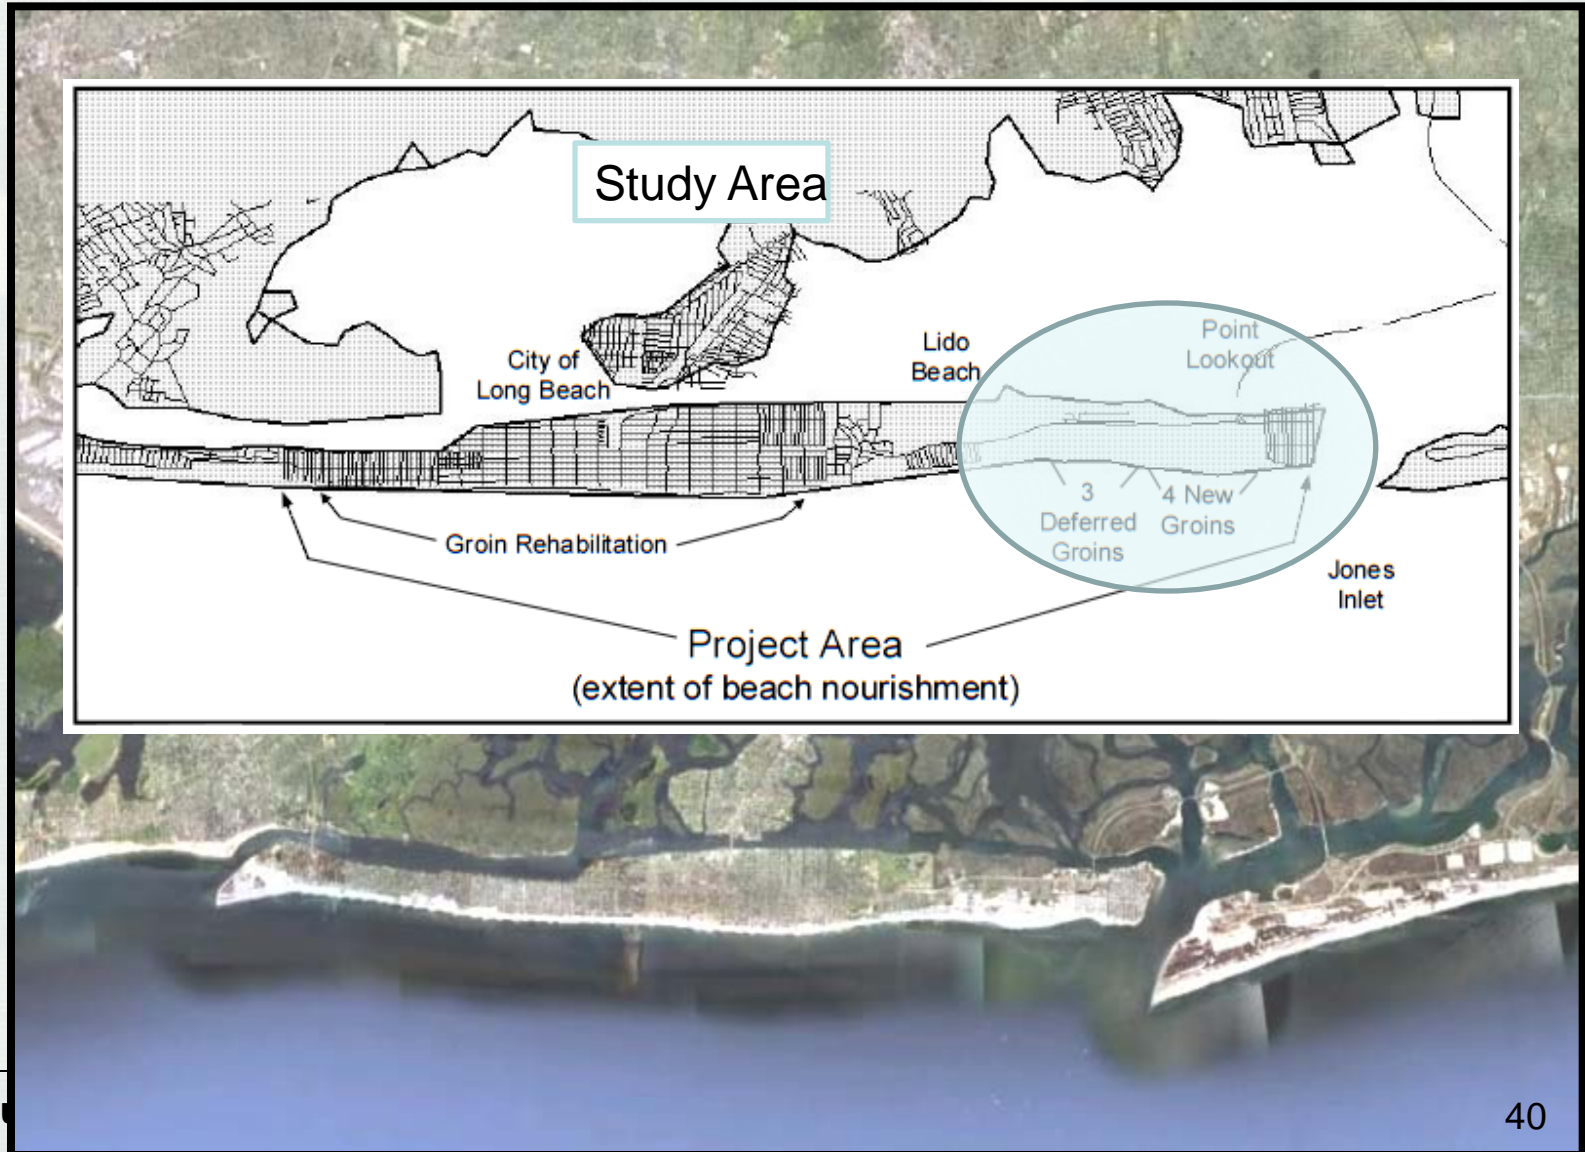 Study Area
City of
Long Beach
Lido
Beach
Point
Lookout
3
Deferred
Groins
4 New
Groins
Groin Rehabilitation
Jones
Inlet
Project Area
(extent of beach nourishment)
40